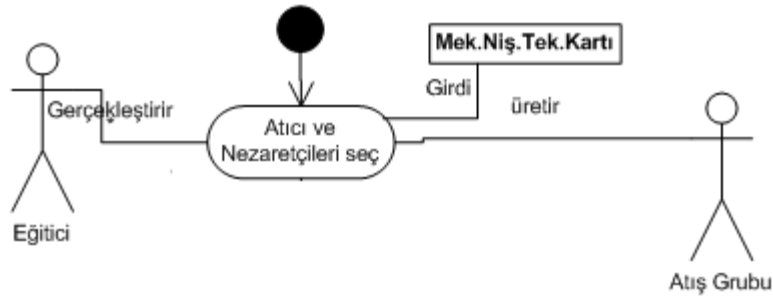 Mek.Niş.Tek.Kartı
Girdi
üretir
Gerçekleştirir
Atıcı ve
Nezaretçileri seç
Eğitici
Atış Grubu